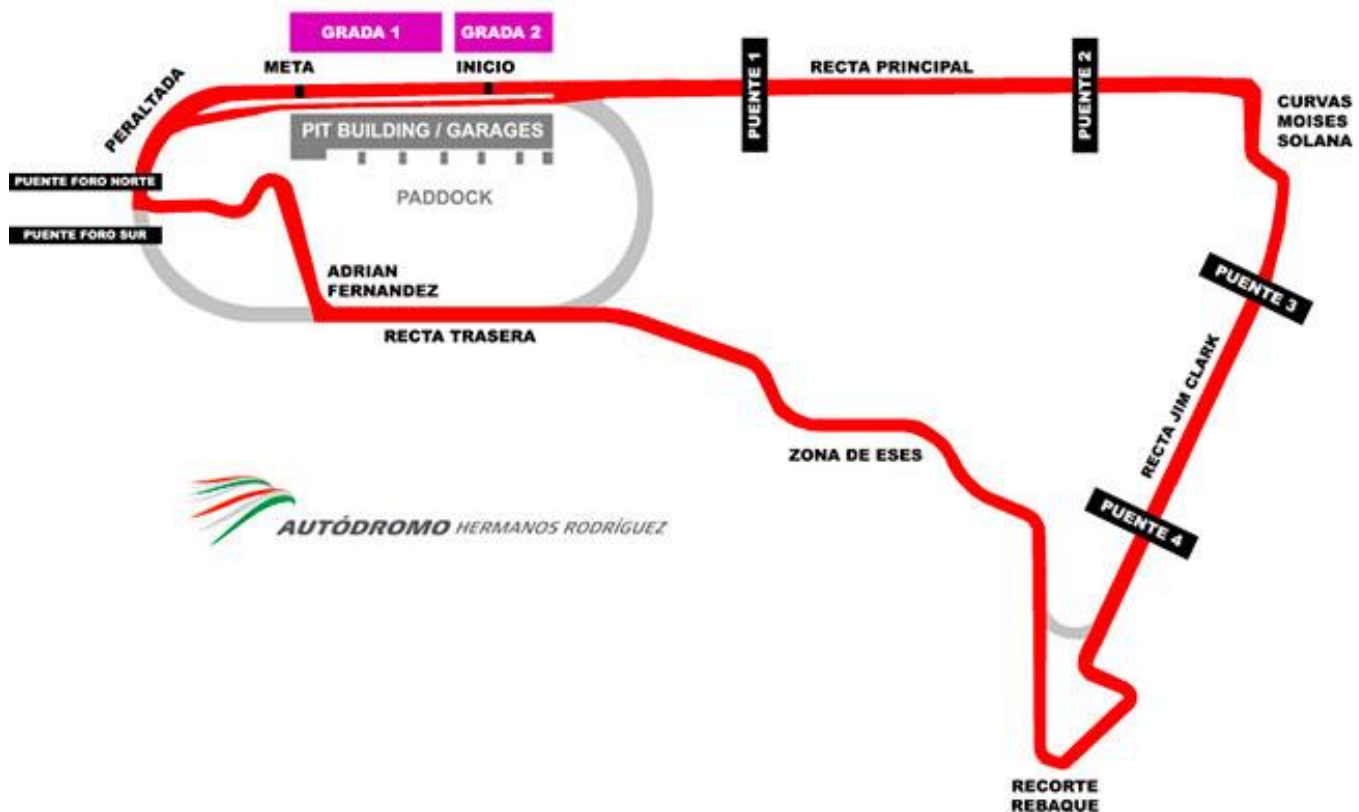 GRADA 1
GRADA 2
META
INICIO
PUENTE 1
RECTA PRINCIPAL
PUENTE 2
PERALTADA
CURVAS
MOISES
SOLANA
PIT BUILDING / GARAGES
PUENTE FORO NORTE
PADDOCK
PUENTE FORO SUR
ADRIAN
FERNANDEZ
PUENTE 3
RECTA TRASERA
RECTA JIM CLARK
ZONA DE ESES
PUENTE 4
AUTÓDROMO HERMANOS RODRÍGUEZ
RECORTE
REBAQUE